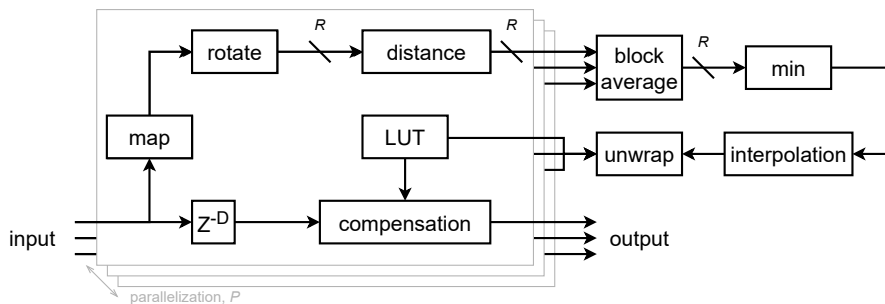 R
R
R
rotate
distance
block
average
min
map
LUT
unwrap
interpolation
input
Z-D
compensation
output
parallelization, P